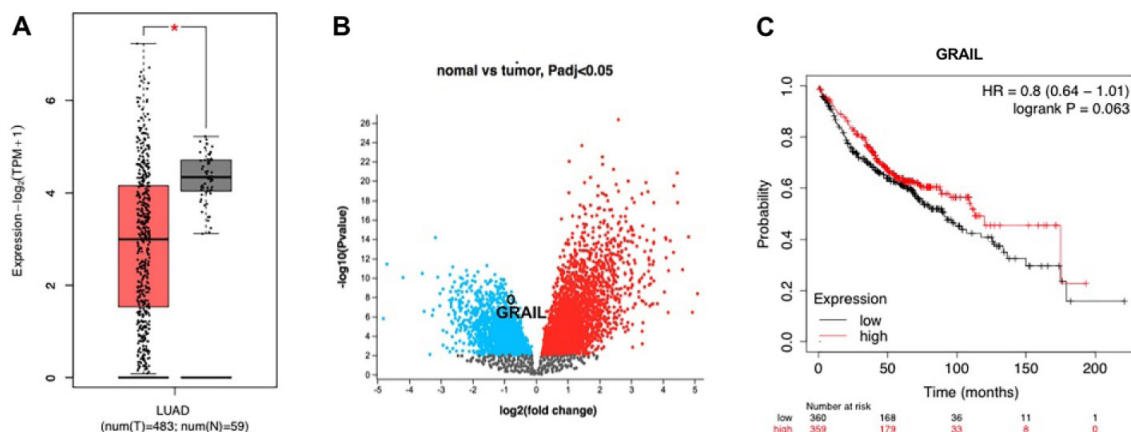 A
*
Expression−log₂(TPM+1)
6
4
2
0
LUAD
(num(T)=483; num(N)=59)
B
nomal vs tumor, Padj<0.05
-log10(Pvalue)
26
24
22
20
18
16
14
12
10
8
6
4
2
0
GRAIL
-5 -4 -3 -2 -1 0 1 2 3 4 5
log2(fold change)
C
GRAIL
HR = 0.8 (0.64 − 1.01)
logrank P = 0.063
Probability
1.0
0.8
0.6
0.4
0.2
0.0
Expression
low
high
0 50 100 150 200
Time (months)
Number at risk
low 360 168 36 11 1
high 359 179 33 8 0